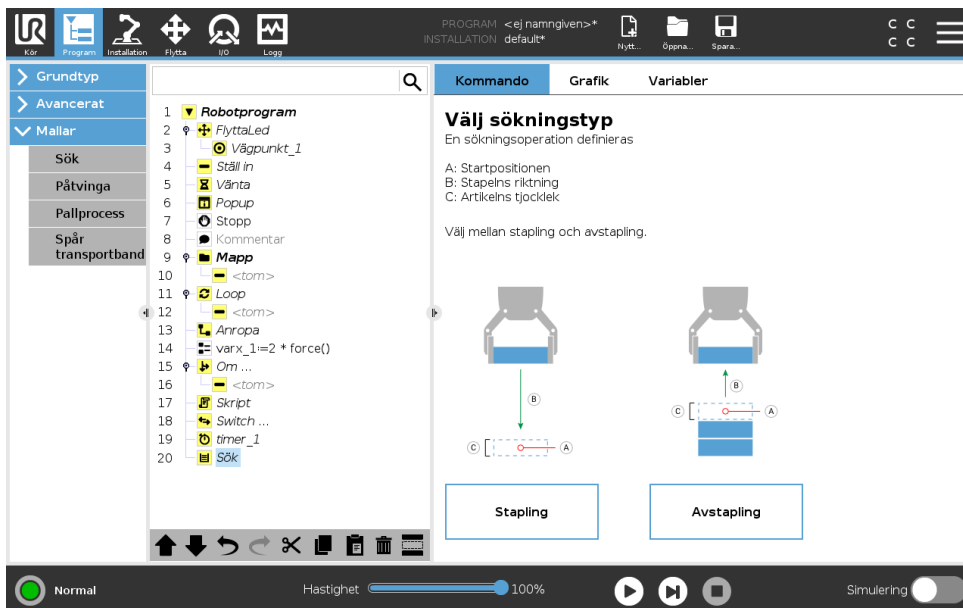 PROGRAM <ej namngiven>*
INSTALLATION default*
Kör
Program
Installation
Flytta
I/O
Logg
Nytt...
Öppna...
Spara...
C C
C C
Grundtyp
Avancerat
Mallar
Sök
Påtvinga
Pallprocess
Spår
transportband
1 Robotprogram
2 FlyttaLed
3 Vägpunkt_1
4 Ställ in
5 Vänta
6 Popup
7 Stopp
8 Kommentar
9 Mapp
10 <tom>
11 Loop
12 <tom>
13 Anropa
14 varx_1:=2 * force()
15 Om ...
16 <tom>
17 Skript
18 Switch ...
19 timer_1
20 Sök
Kommando
Grafik
Variabler
Välj sökningstyp
En sökningsoperation definieras
A: Startpositionen
B: Stapelns riktning
C: Artikelns tjocklek
Välj mellan stapling och avstapling.
B
C
A
B
C
A
Stapling
Avstapling
Normal
Hastighet
100%
Simulering